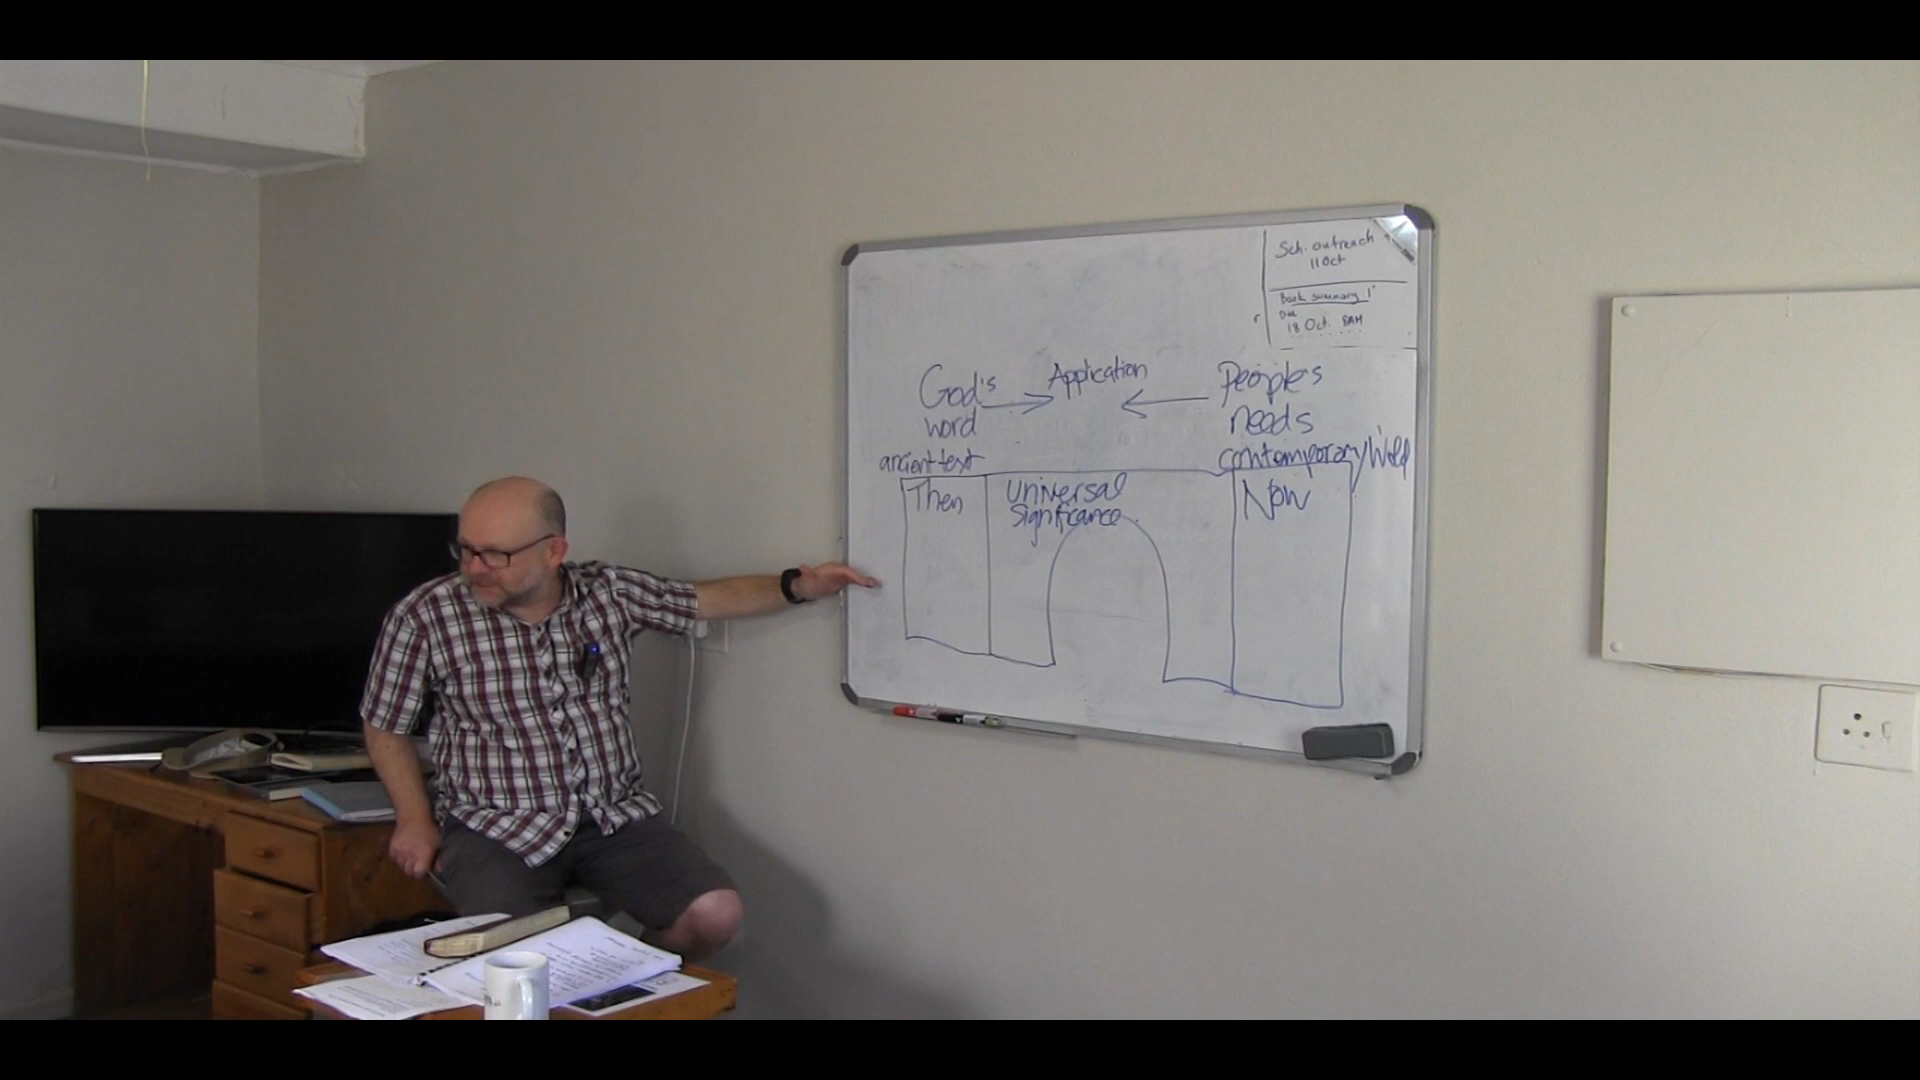 Sch. outreach
11 Oct
Book summary 1
Due
18 Oct. 8AM
God's
word
Application
People's
needs
ancient text
contemporary World
Then
Universal
Significance
Now